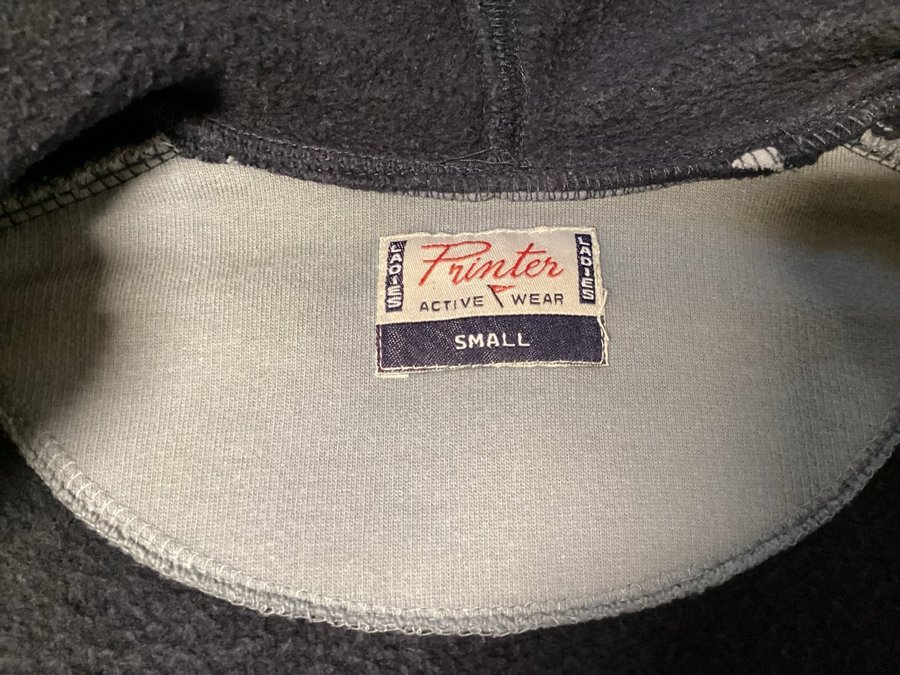 LADIES
Printer
LADIES
ACTIVE WEAR
SMALL